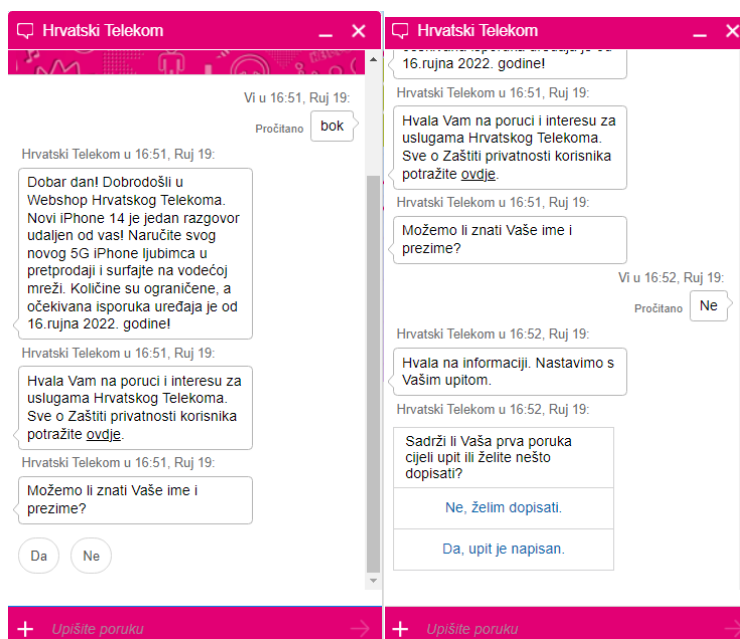 Hrvatski Telekom
Vi u 16:51, Ruj 19:
Pročitano bok
Hrvatski Telekom u 16:51, Ruj 19:
Dobar dan! Dobrodošli u
Webshop Hrvatskog Telekoma.
Novi iPhone 14 je jedan razgovor
udaljen od vas! Naručite svog
novog 5G iPhone ljubimca u
pretprodaji i surfajte na vodećoj
mreži. Količine su ograničene, a
očekivana isporuka uređaja je od
16.rujna 2022. godine!
Hrvatski Telekom u 16:51, Ruj 19:
Hvala Vam na poruci i interesu za
uslugama Hrvatskog Telekoma.
Sve o Zaštiti privatnosti korisnika
potražite ovdje.
Hrvatski Telekom u 16:51, Ruj 19:
Možemo li znati Vaše ime i
prezime?
Da Ne
Upišite poruku
Hrvatski Telekom
16.rujna 2022. godine!
Hrvatski Telekom u 16:51, Ruj 19:
Hvala Vam na poruci i interesu za
uslugama Hrvatskog Telekoma.
Sve o Zaštiti privatnosti korisnika
potražite ovdje.
Hrvatski Telekom u 16:51, Ruj 19:
Možemo li znati Vaše ime i
prezime?
Vi u 16:52, Ruj 19:
Pročitano Ne
Hrvatski Telekom u 16:52, Ruj 19:
Hvala na informaciji. Nastavimo s
Vašim upitom.
Hrvatski Telekom u 16:52, Ruj 19:
Sadrži li Vaša prva poruka
cijeli upit ili želite nešto
dopisati?
Ne, želim dopisati.
Da, upit je napisan.
Upišite poruku